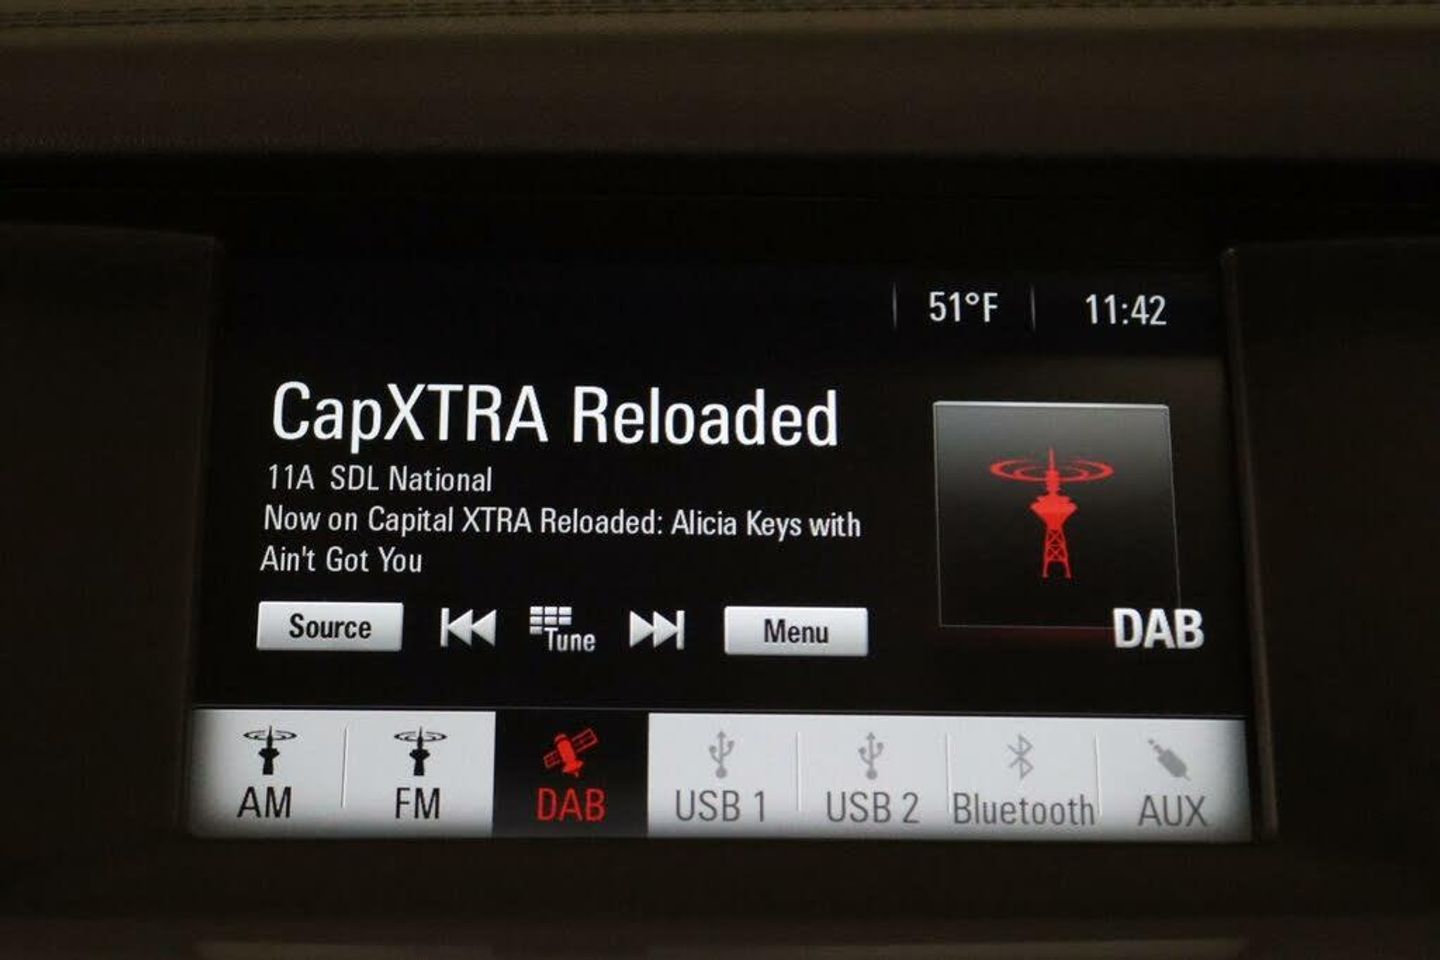 51°F 11:42
CapXTRA Reloaded
11A SDL National
Now on Capital XTRA Reloaded: Alicia Keys with
Ain't Got You
Source Tune Menu
DAB
AM FM DAB USB 1 USB 2 Bluetooth AUX